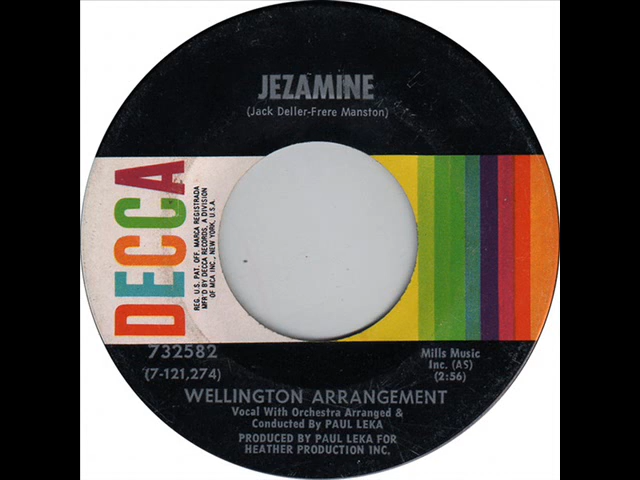 JEZAMINE
(Jack Deller-Frere Manston)
DECCA
REG. U.S. PAT. OFF. MARCA REGISTRADA
MFR'D BY DECCA RECORDS, A DIVISION
OF MCA INC., NEW YORK, U.S.A.
732582
(7-121,274)
Mills Music
Inc. (AS)
(2:56)
WELLINGTON ARRANGEMENT
Vocal With Orchestra Arranged &
Conducted By PAUL LEKA
PRODUCED BY PAUL LEKA FOR
HEATHER PRODUCTION INC.